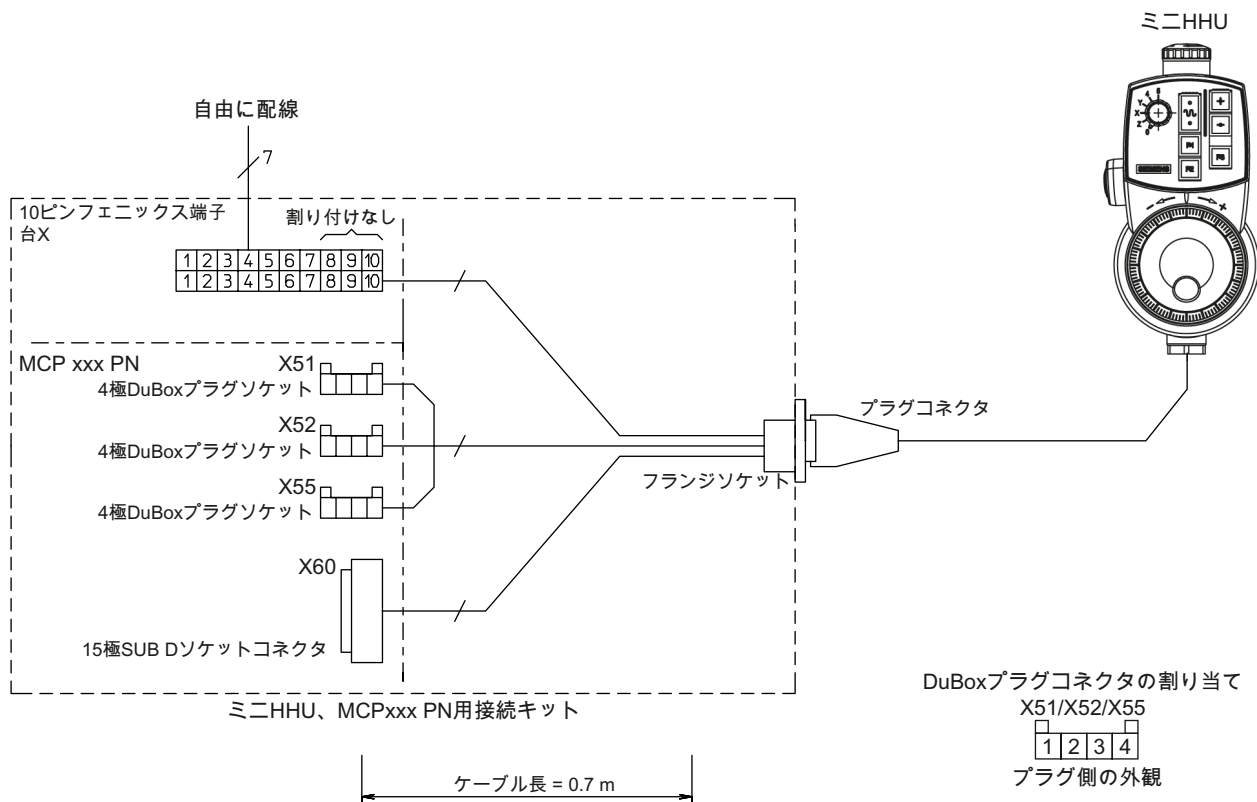 ミニHHU
自由に配線
7
10ピンフェニックス端子
台X
割り付けなし
1 2 3 4 5 6 7 8 9 10
1 2 3 4 5 6 7 8 9 10
MCP xxx PN
X51
4極DuBoxプラグソケット
X52
4極DuBoxプラグソケット
X55
4極DuBoxプラグソケット
X60
15極SUB Dソケットコネクタ
プラグコネクタ
フランジソケット
ミニHHU、MCPxxx PN用接続キット
ケーブル長 = 0.7 m
DuBoxプラグコネクタの割り当て
X51/X52/X55
1 2 3 4
プラグ側の外観
SIEMENS
Z X Y 4 5
F1
F2
F3
- +